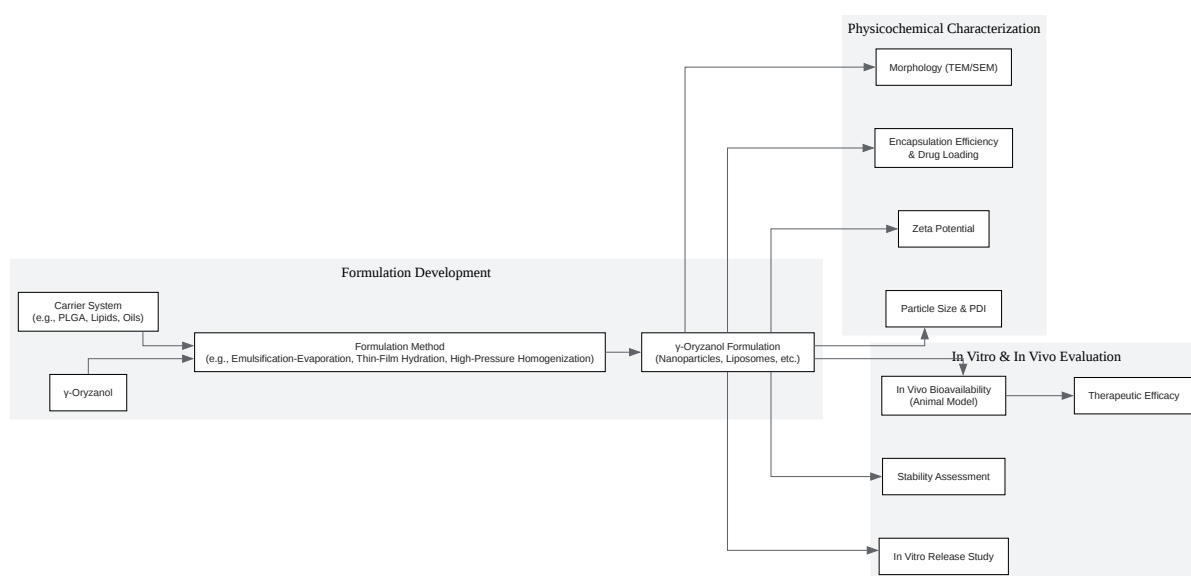 Physicochemical Characterization
Morphology (TEM/SEM)
Encapsulation Efficiency
& Drug Loading
Zeta Potential
Particle Size & PDI
Formulation Development
Carrier System
(e.g., PLGA, Lipids, Oils)
γ-Oryzanol
Formulation Method
(e.g., Emulsification-Evaporation, Thin-Film Hydration, High-Pressure Homogenization)
γ-Oryzanol Formulation
(Nanoparticles, Liposomes, etc.)
In Vitro & In Vivo Evaluation
In Vivo Bioavailability
(Animal Model)
Therapeutic Efficacy
Stability Assessment
In Vitro Release Study